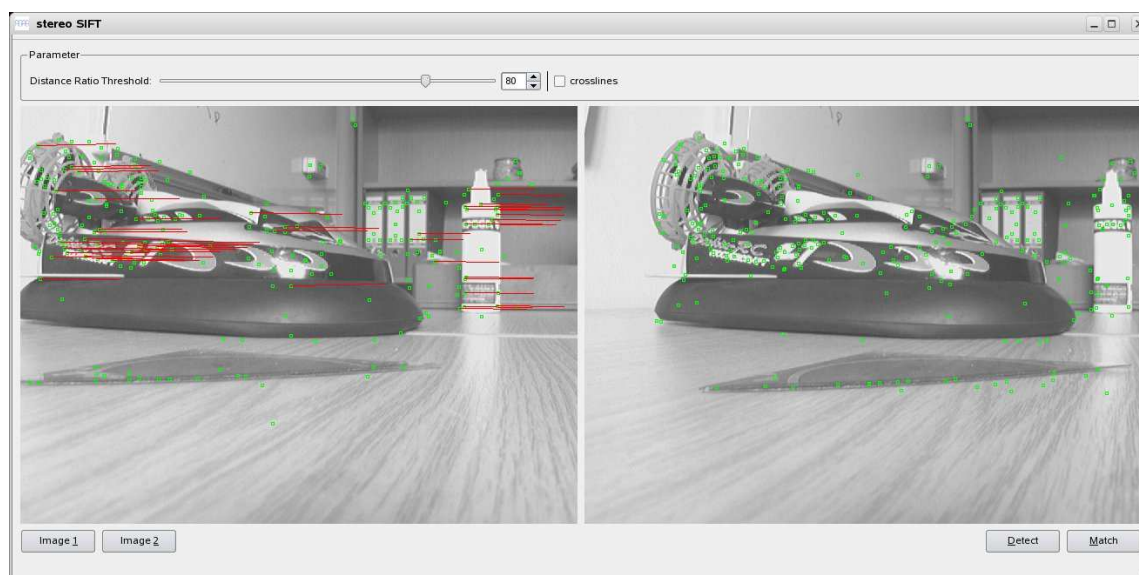 stereo SIFT
Parameter
Distance Ratio Threshold: 80 crosslines
Image 1 Image 2 Detect Match